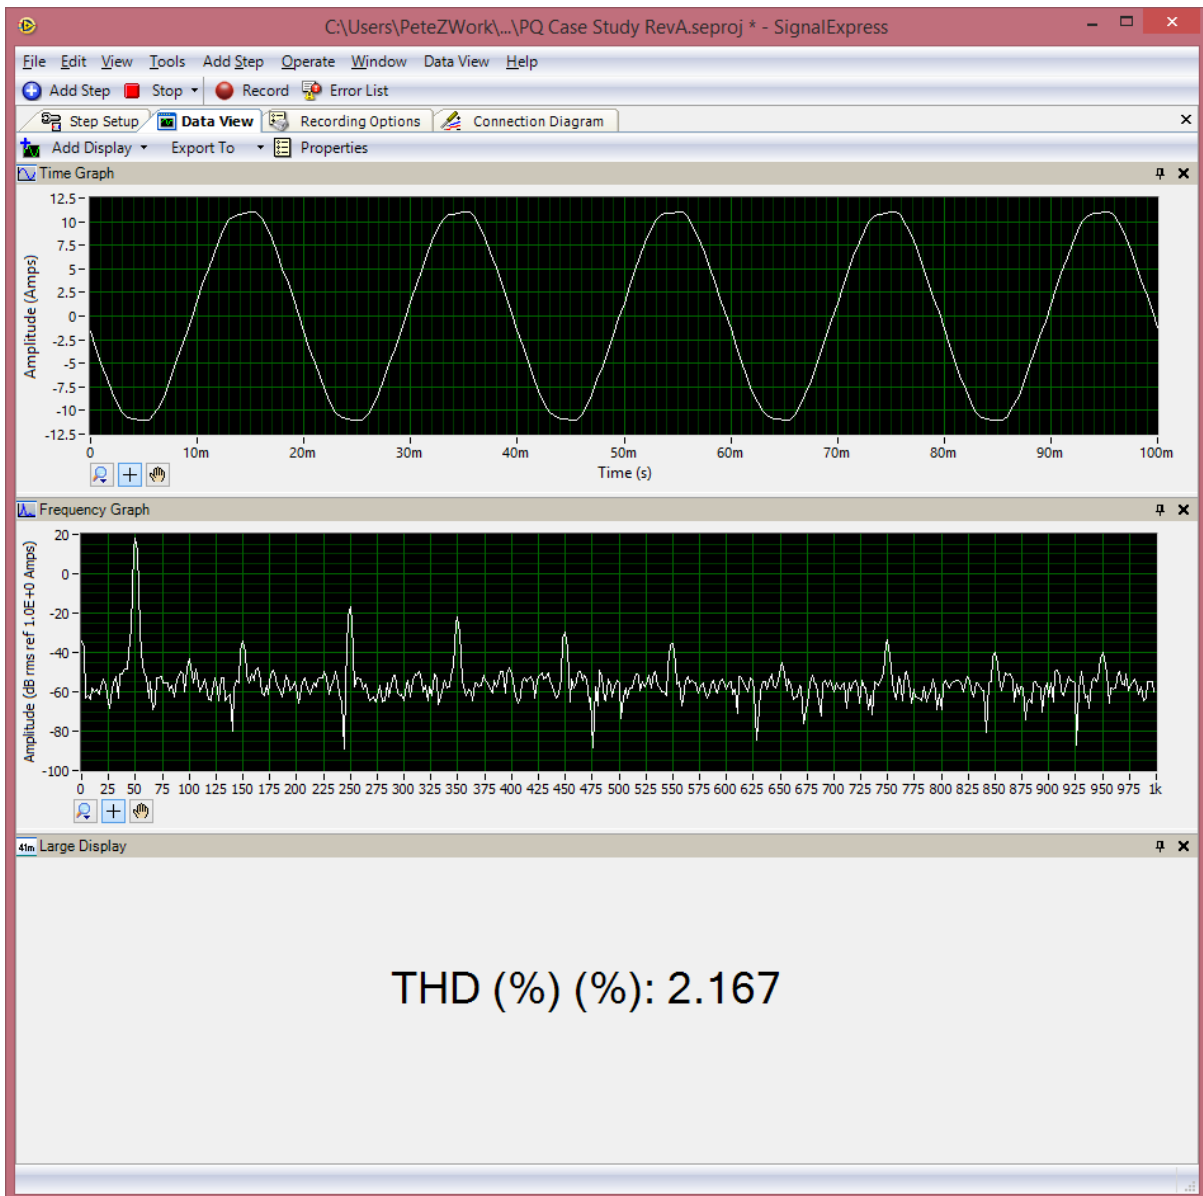 C:\Users\PeteZWork\...\PQ Case Study RevA.seproj * - SignalExpress
File Edit View Tools Add Step Operate Window Data View Help
Add Step Stop Record Error List
Step Setup Data View Recording Options Connection Diagram
Add Display Export To Properties
Time Graph
Amplitude (Amps)
12.5
10
7.5
5
2.5
0
-2.5
-5
-7.5
-10
-12.5
0 10m 20m 30m 40m 50m 60m 70m 80m 90m 100m
Time (s)
Frequency Graph
Amplitude (dB rms ref 1.0E+0 Amps)
20
0
-20
-40
-60
-80
-100
0 25 50 75 100 125 150 175 200 225 250 275 300 325 350 375 400 425 450 475 500 525 550 575 600 625 650 675 700 725 750 775 800 825 850 875 900 925 950 975 1k
41m Large Display
THD (%) (%): 2.167